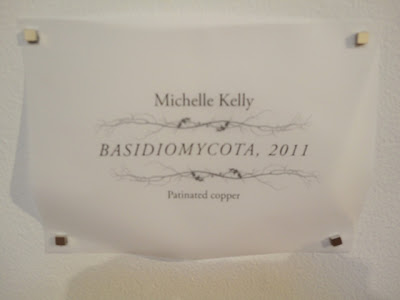 Michelle Kelly
BASIDIOMYCOTA, 2011
Patinated copper